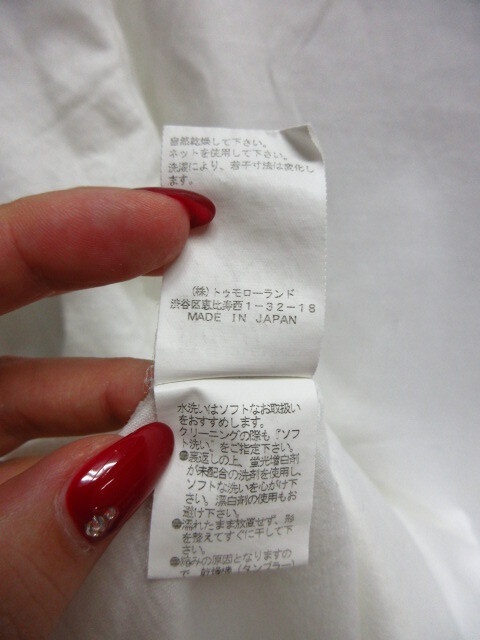 自然乾燥して下さい。
ネットを使用して下さい。
洗濯により、若干寸法は変化し
ます。
(株)トゥモローランド
渋谷区恵比寿西1-32-18
MADE IN JAPAN
水洗いはソフトなお取扱い
をおすすめします。
クリーニングの際も『ソフ
ト洗い』をご指定下さい。
●裏返しの上、蛍光増白剤
が未配合の洗剤を使用し、
ソフトな洗いを心がけ下
さい。漂白剤の使用もお
避け下さい。
●濡れたまま放置せず、形
を整えてすぐに干して下
さい。
●傷みの原因となりますの
で、乾燥機(タンブラー)